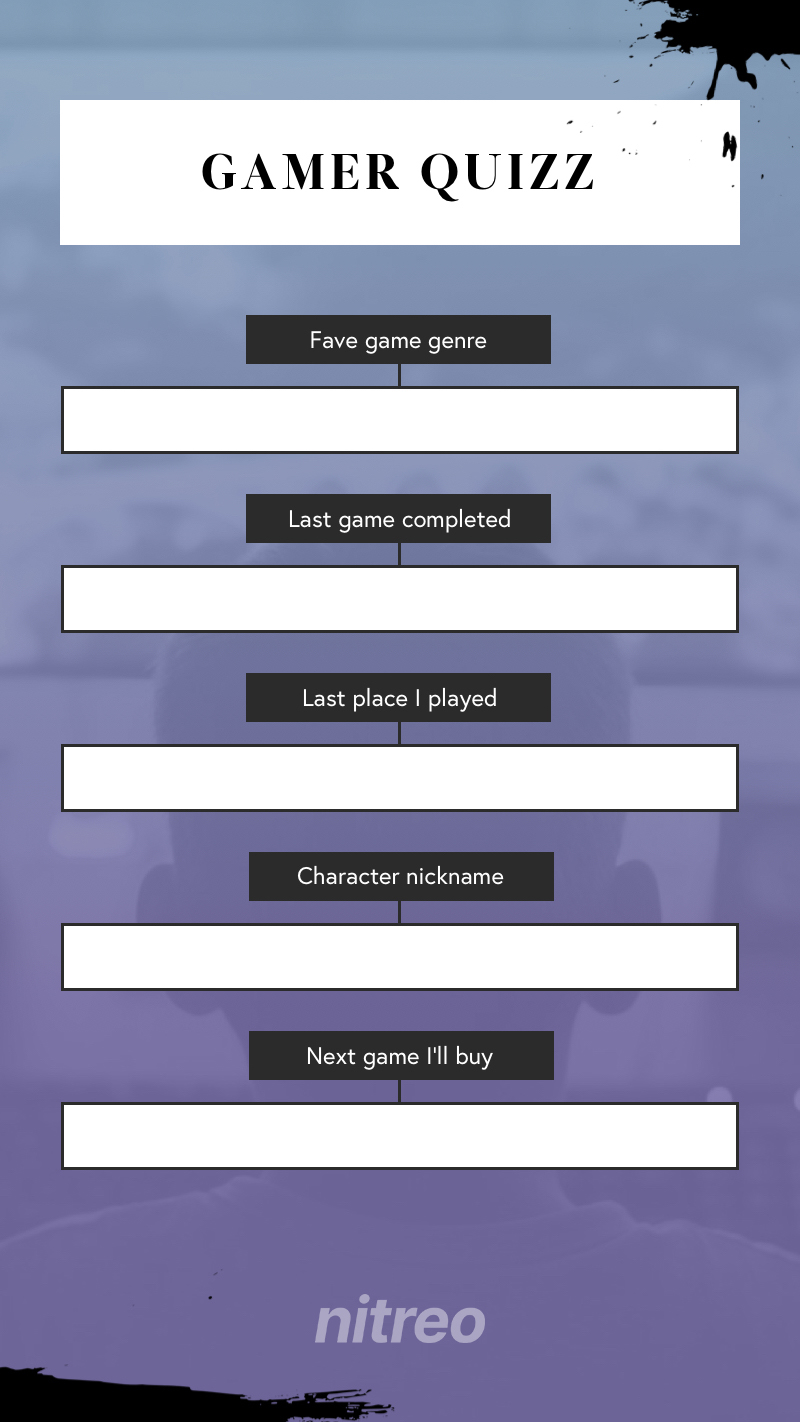 GAMER QUIZZ
Fave game genre
Last game completed
Last place I played
Character nickname
Next game I'll buy
nitreo